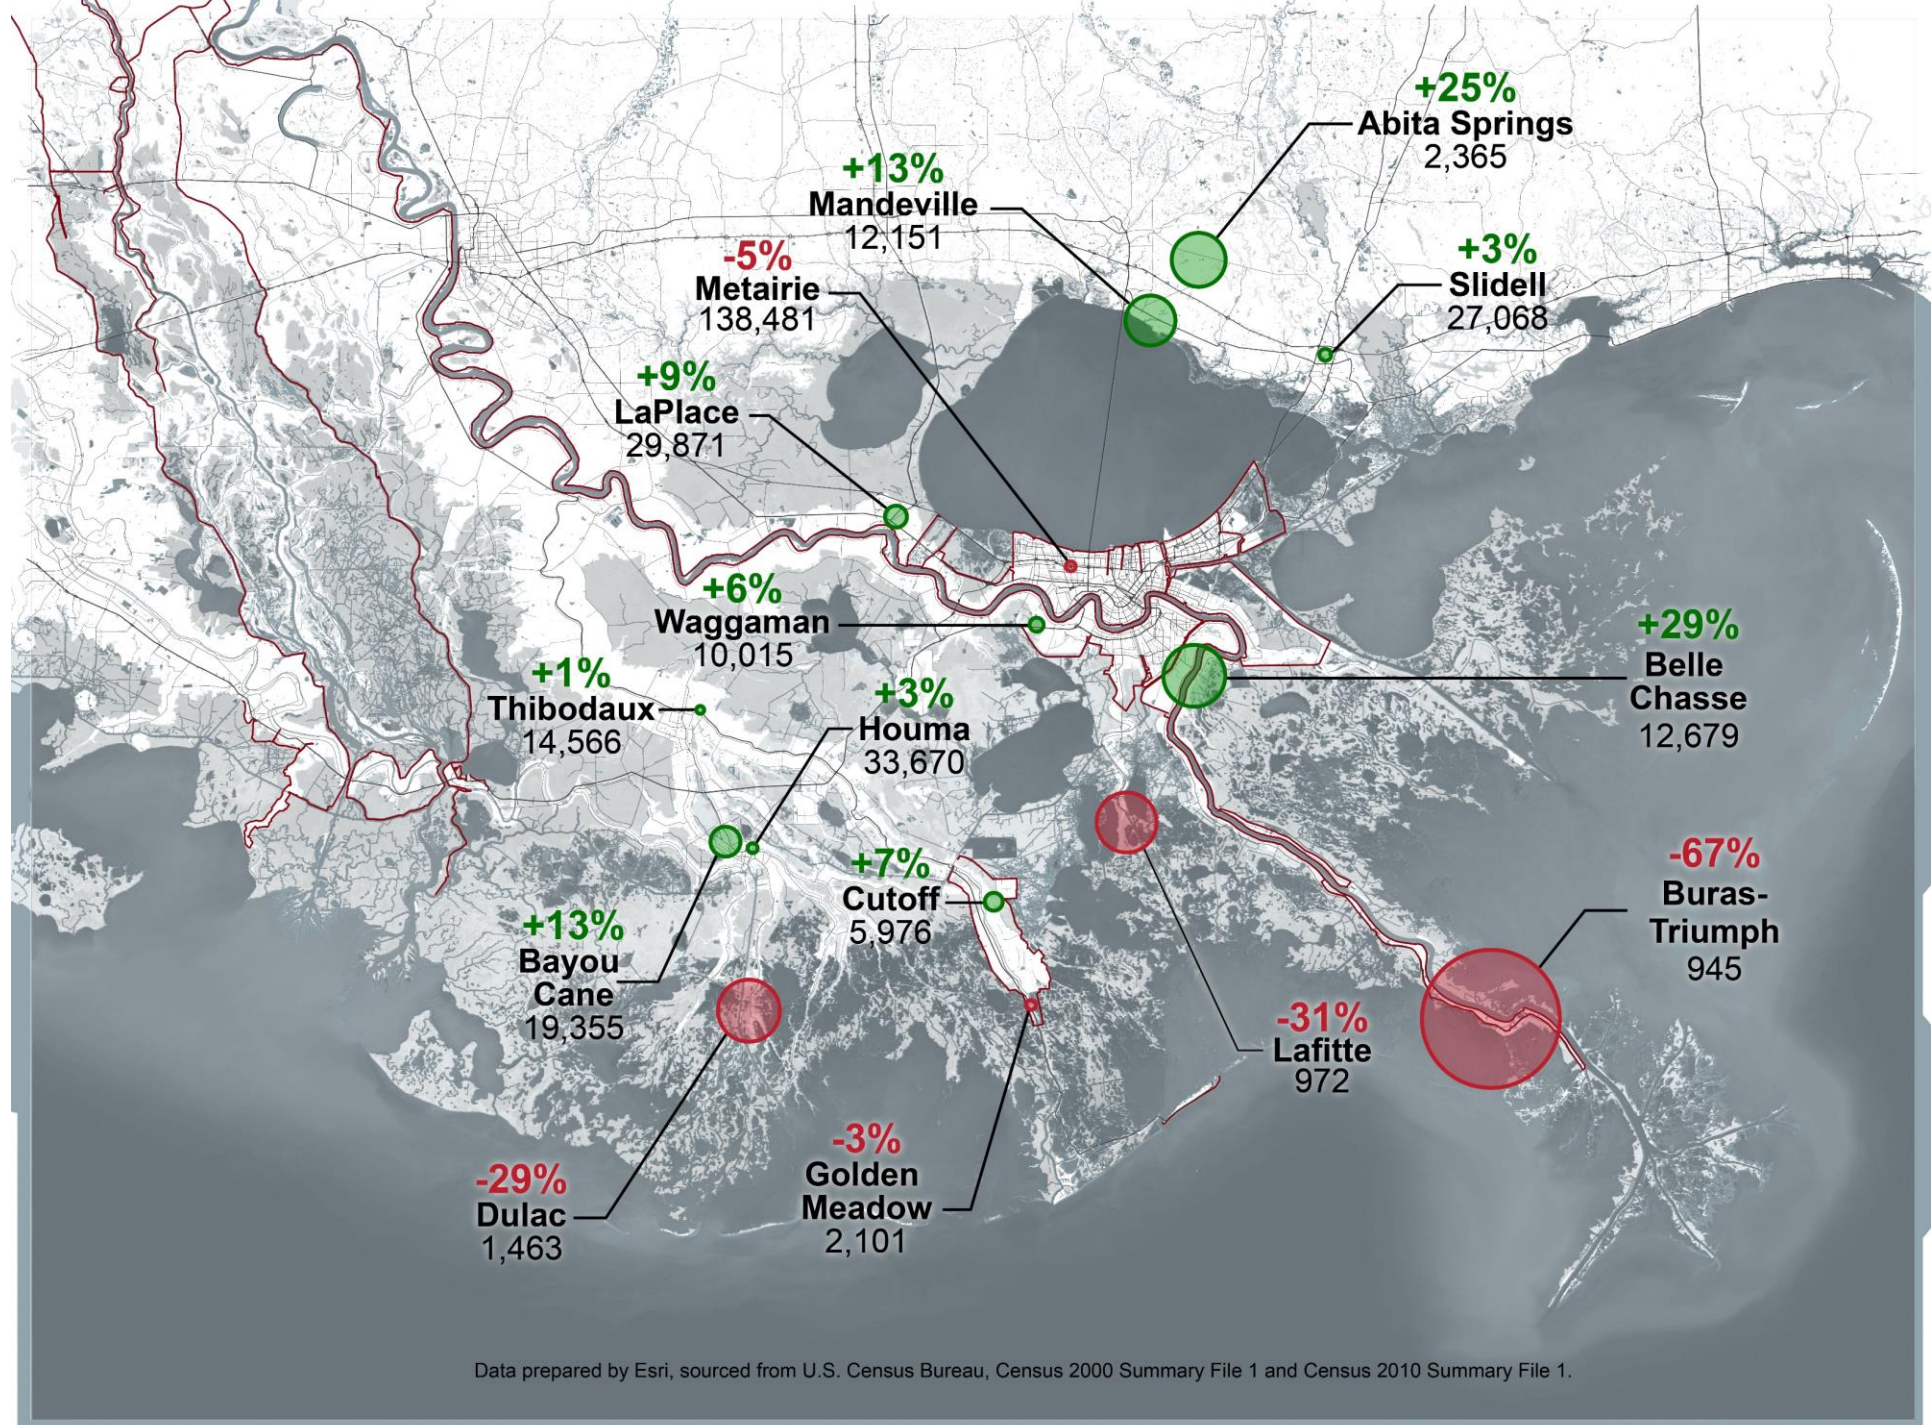 +25%
Abita Springs
2,365
+13%
Mandeville
12,151
-5%
Metairie
138,481
+3%
Slidell
27,068
+9%
LaPlace
29,871
+6%
Waggaman
10,015
+29%
Belle
Chasse
12,679
+1%
Thibodaux
14,566
+3%
Houma
33,670
-67%
Buras-
Triumph
945
+7%
Cutoff
5,976
+13%
Bayou
Cane
19,355
-31%
Lafitte
972
-29%
Dulac
1,463
-3%
Golden
Meadow
2,101
Data prepared by Esri, sourced from U.S. Census Bureau, Census 2000 Summary File 1 and Census 2010 Summary File 1.